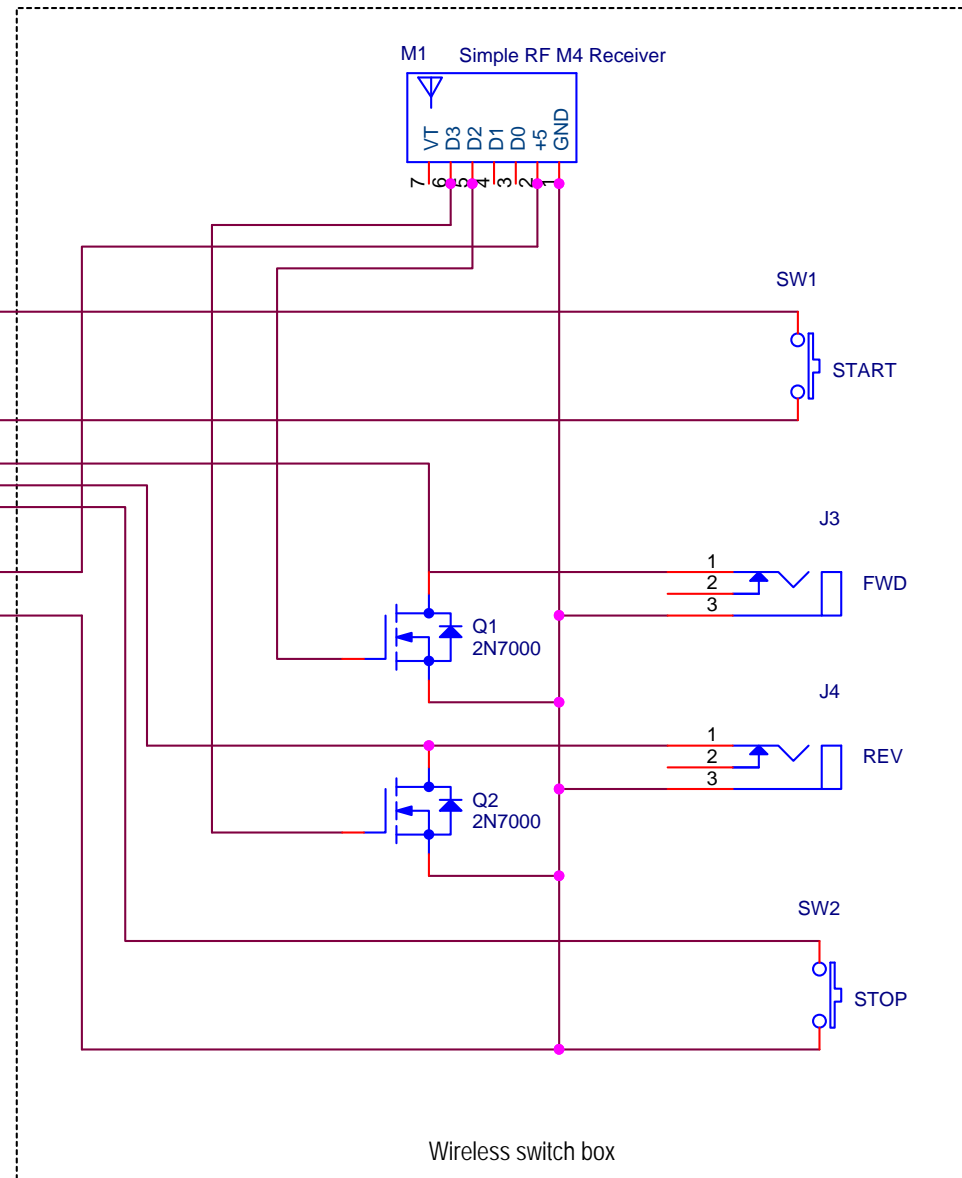 M1 Simple RF M4 Receiver
VT D3 D2 D1 D0 +5 GND
7 6 5 4 3 2 1
SW1
START
J3
1
2
3
FWD
Q1
2N7000
J4
1
2
3
REV
Q2
2N7000
SW2
STOP
Wireless switch box